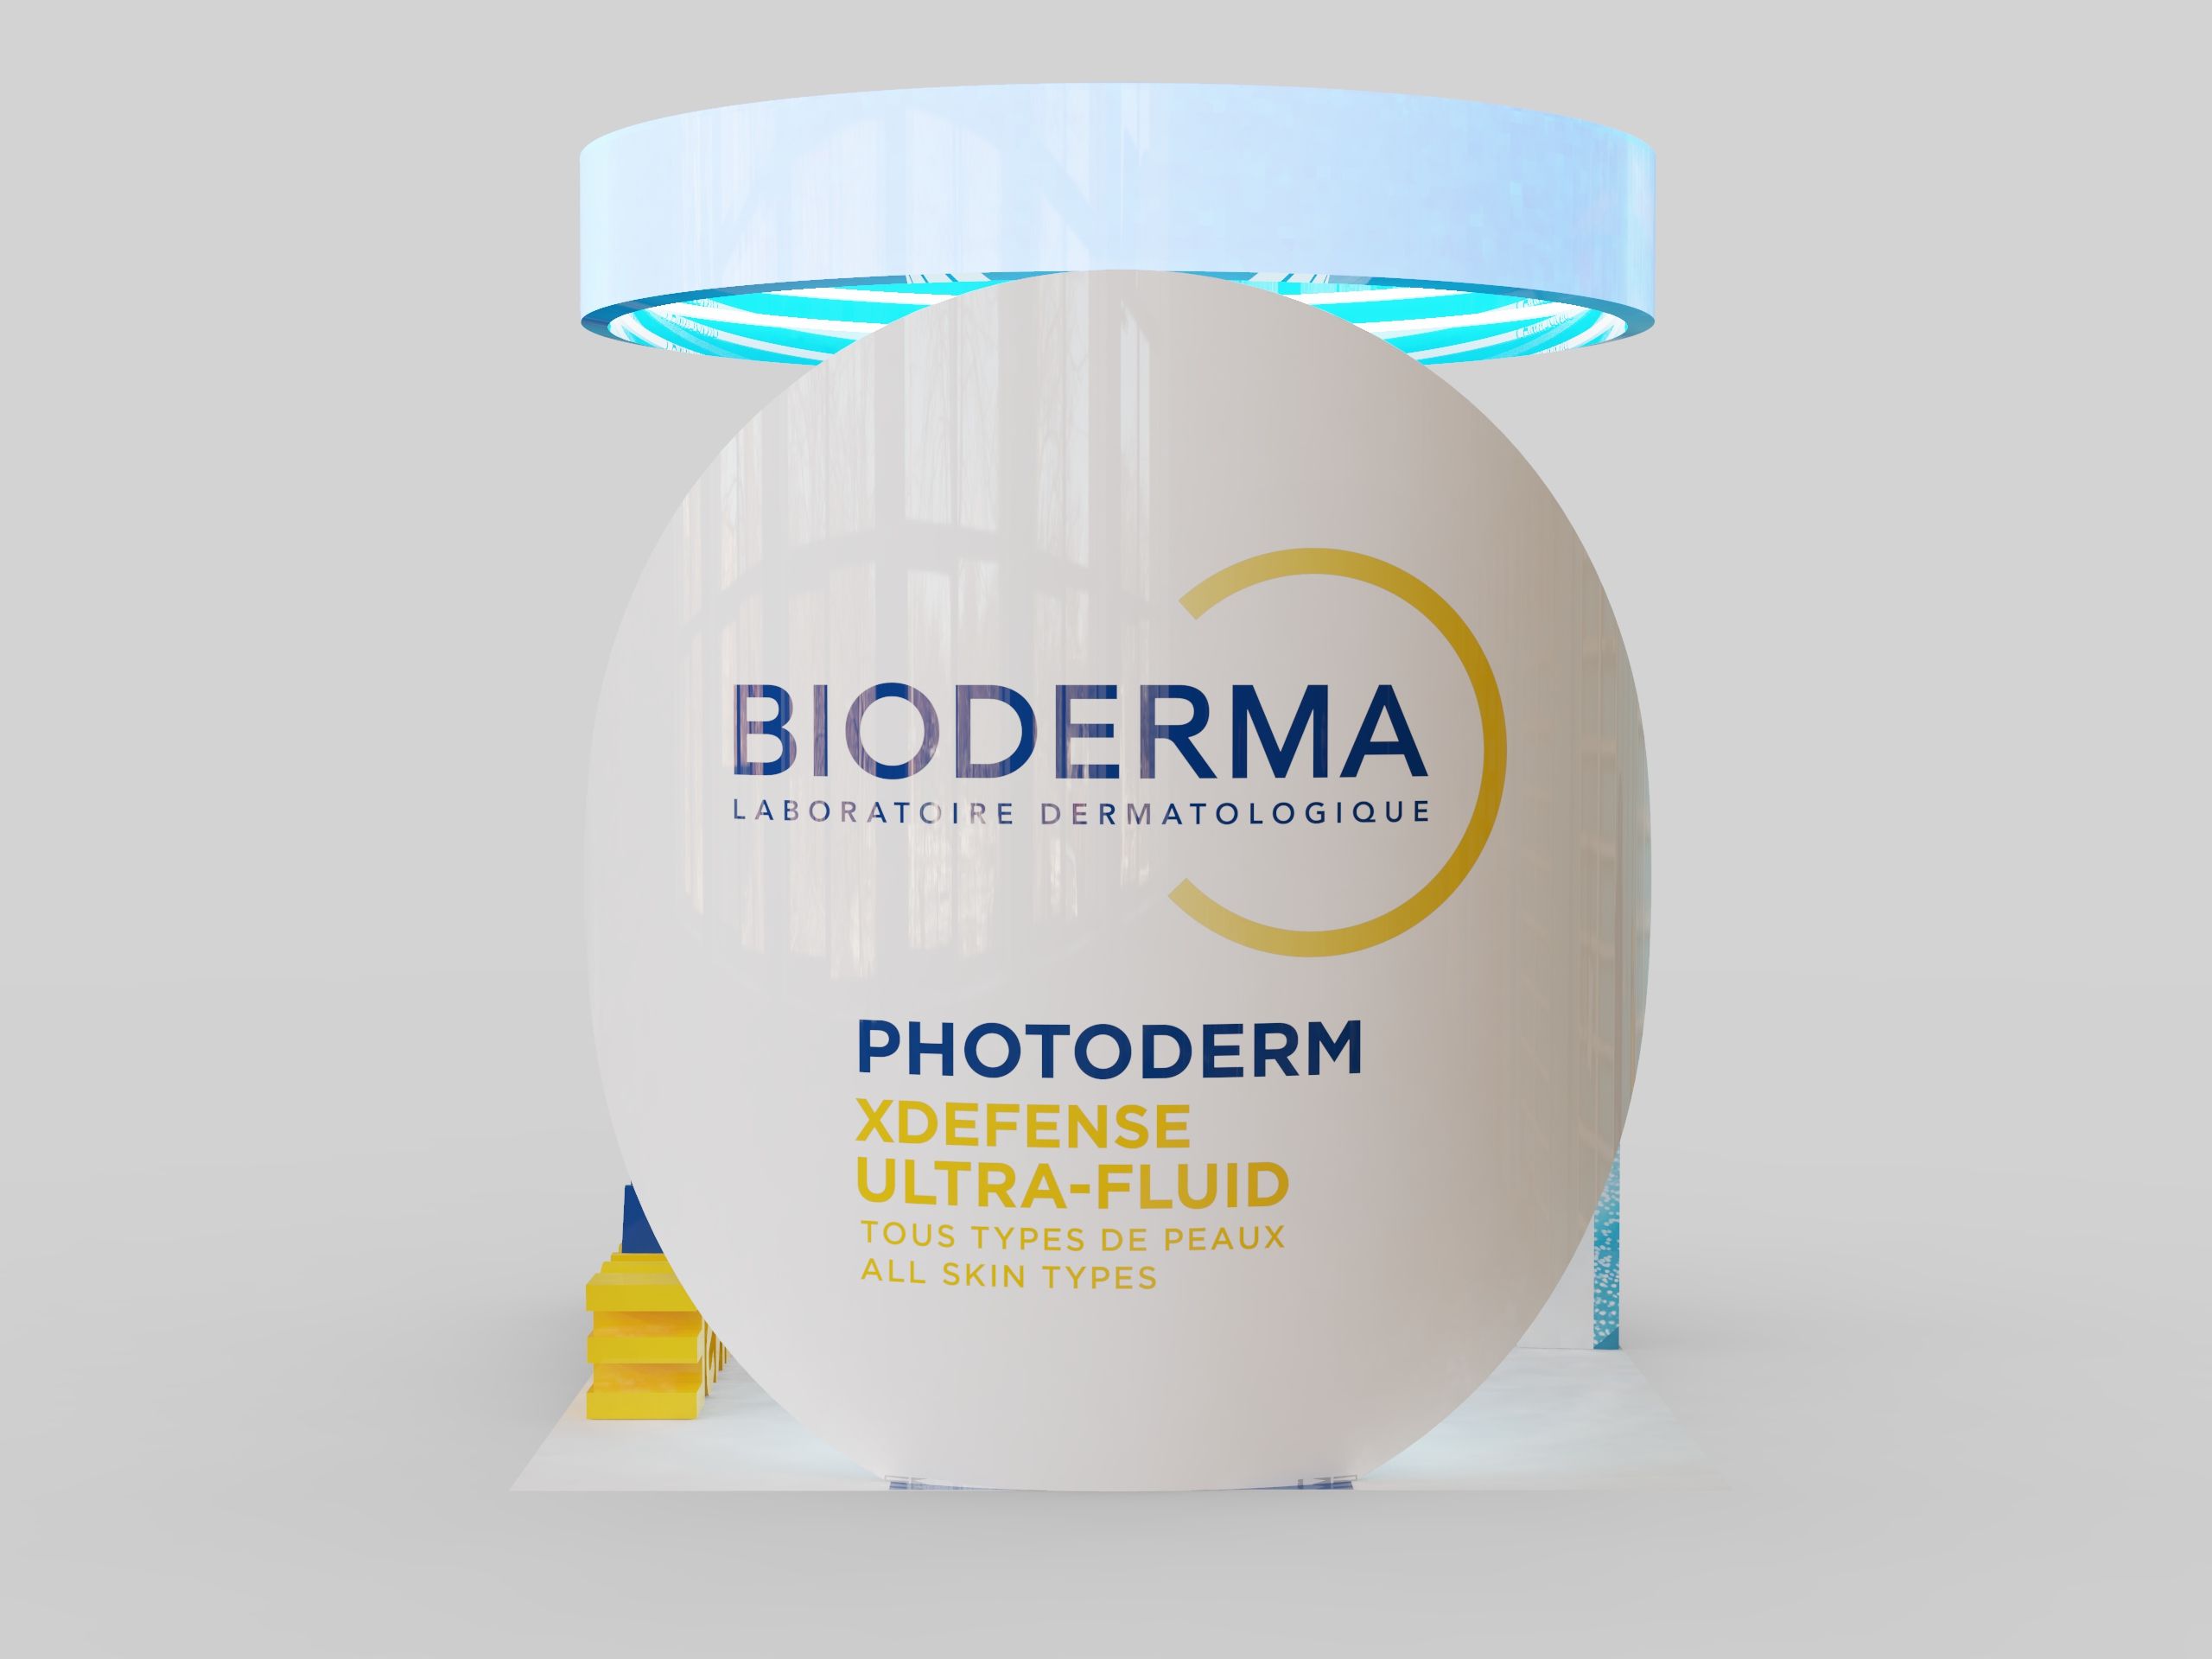 BIODERMA
LABORATOIRE DERMATOLOGIQUE
PHOTODERM
XDEFENSE
ULTRA-FLUID
TOUS TYPES DE PEAUX
ALL SKIN TYPES